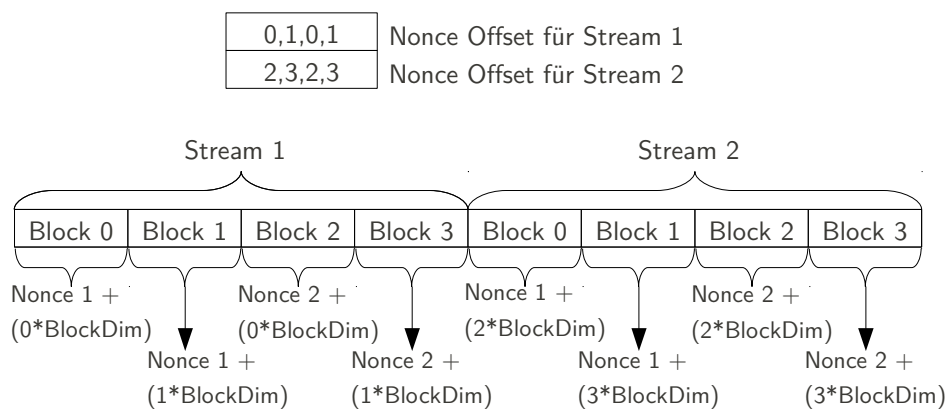 0,1,0,1 Nonce Offset für Stream 1
2,3,2,3 Nonce Offset für Stream 2
Stream 1 Stream 2
Block 0 Block 1 Block 2 Block 3 Block 0 Block 1 Block 2 Block 3
Nonce 1 + Nonce 2 + Nonce 1 + Nonce 2 +
(0*BlockDim) (0*BlockDim) (2*BlockDim) (2*BlockDim)
Nonce 1 + Nonce 2 + Nonce 1 + Nonce 2 +
(1*BlockDim) (1*BlockDim) (3*BlockDim) (3*BlockDim)